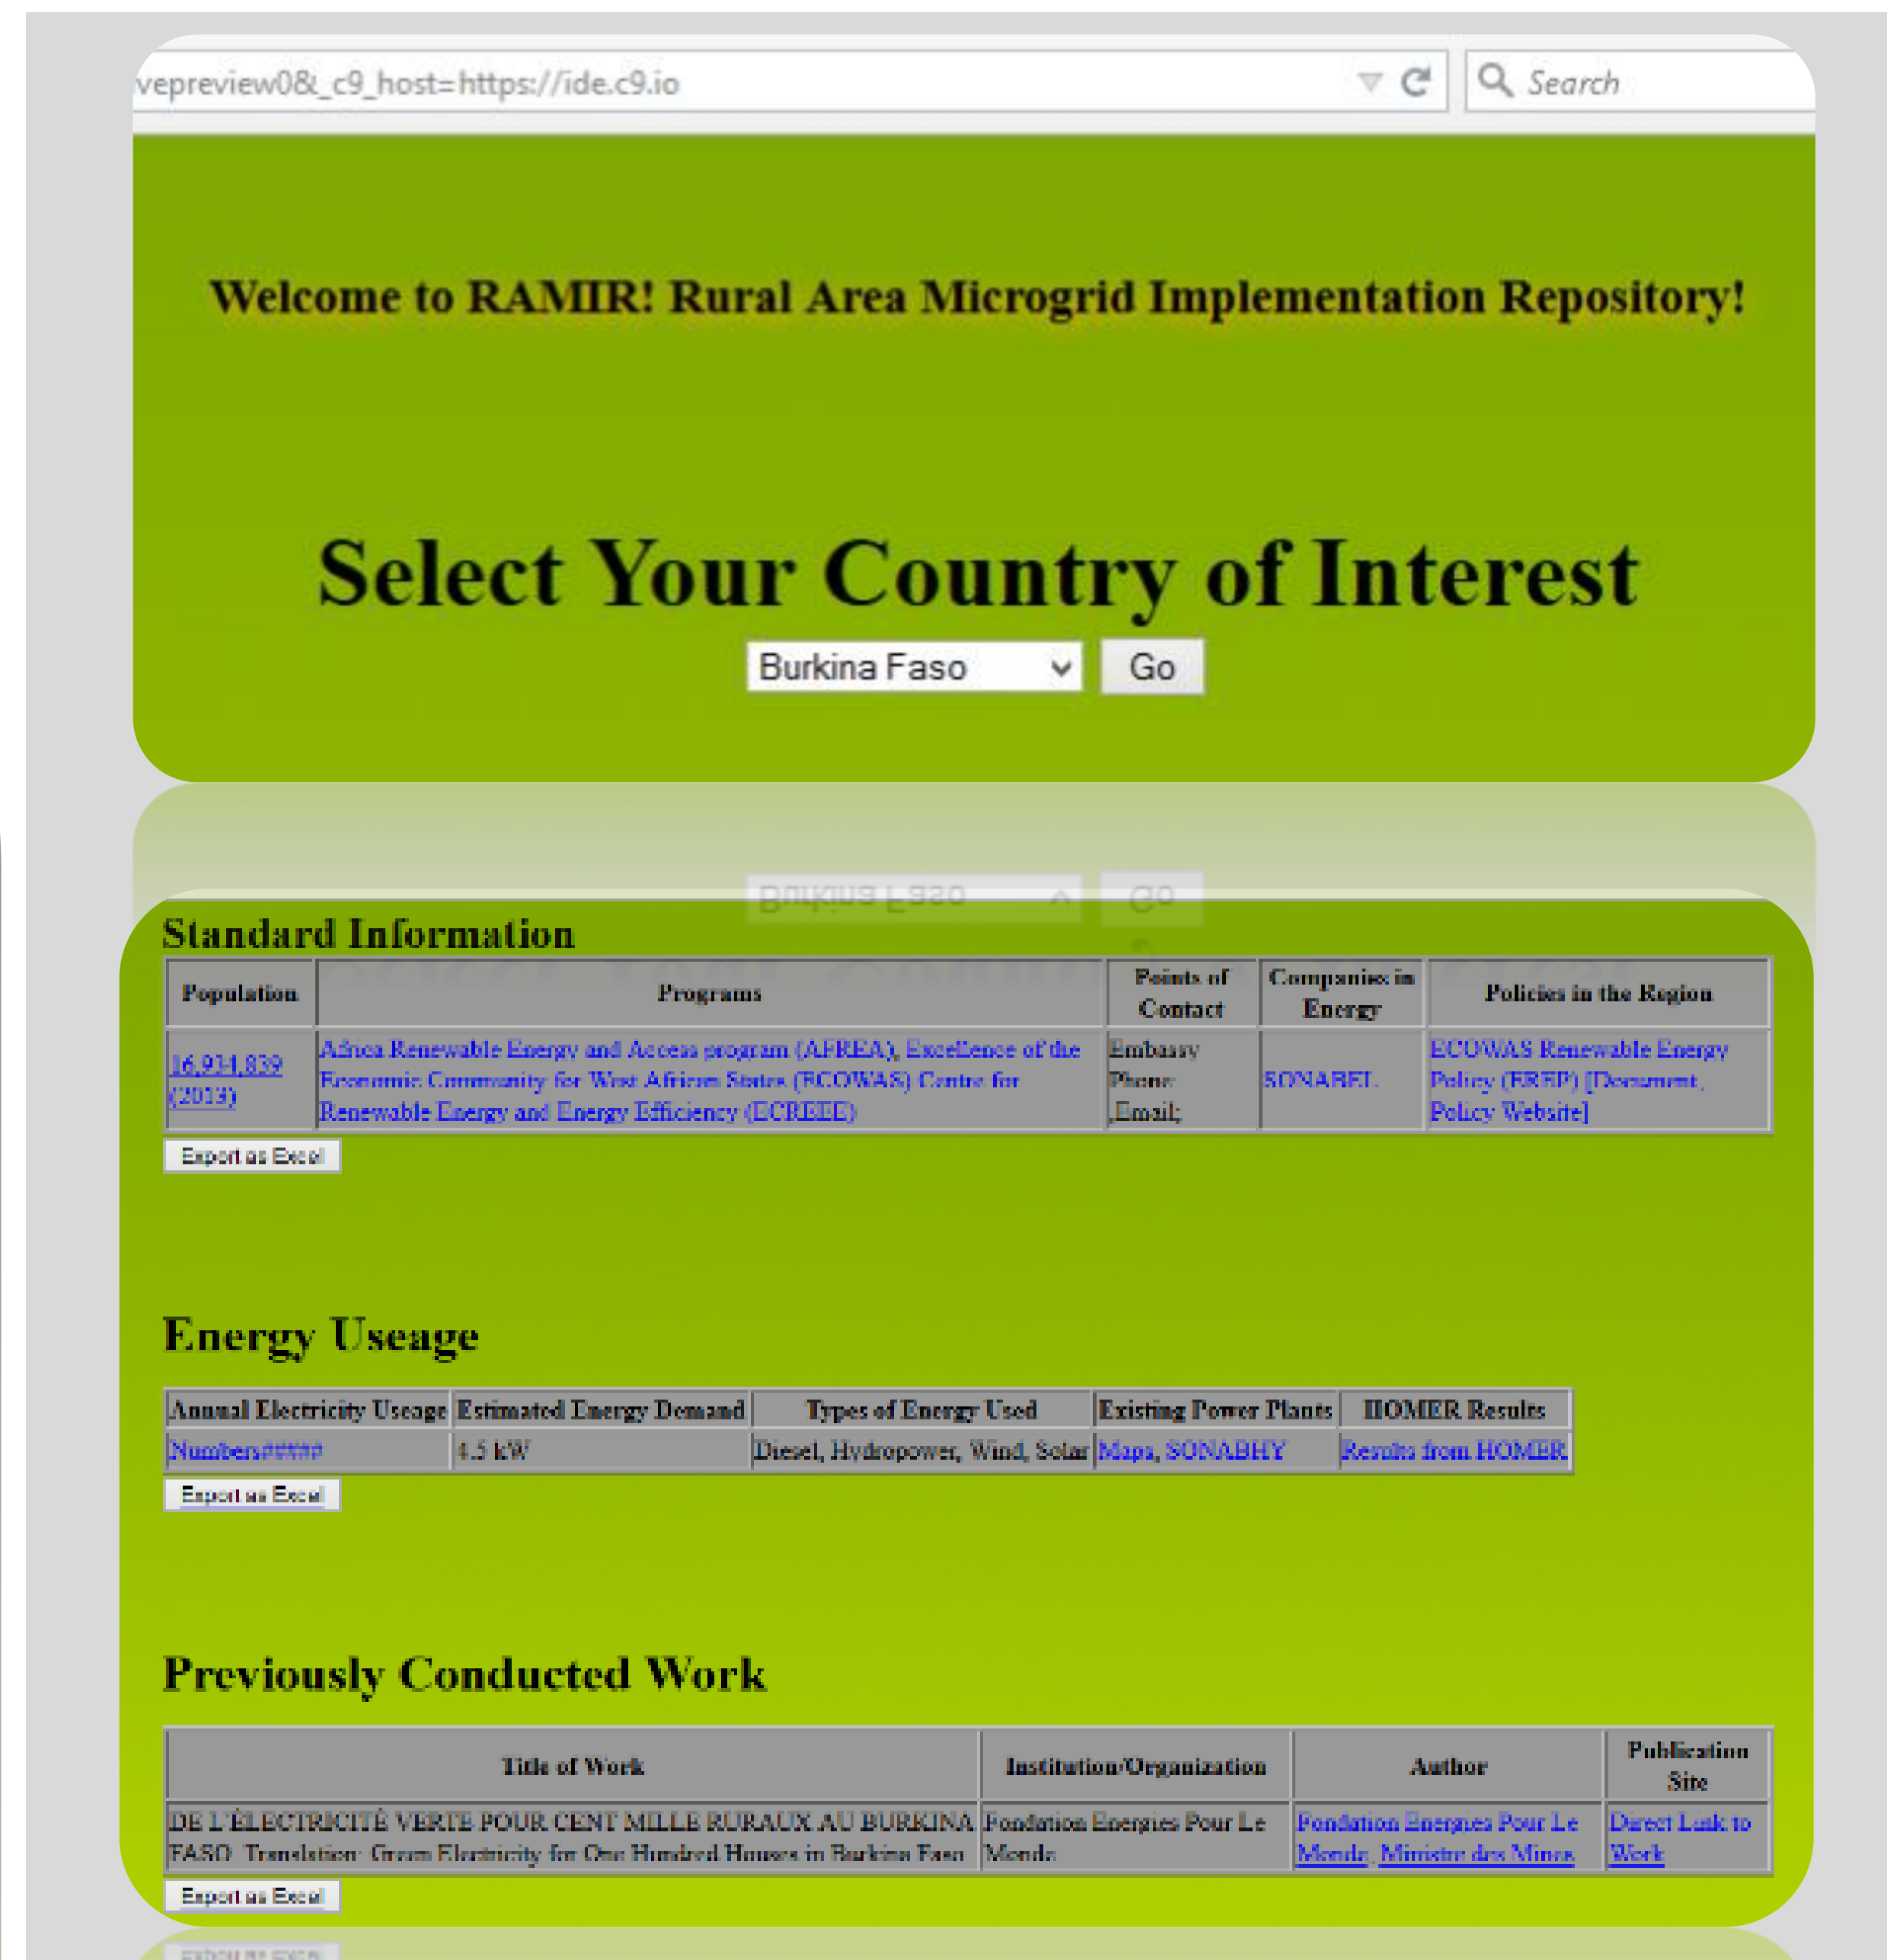 vepreview0&_c9_host=https://ide.c9.io
Search
Welcome to RAMIR! Rural Area Microgrid Implementation Repository!
Select Your Country of Interest
Burkina Faso
Go
Standard Information
Population
Programs
Points of
Contact
Companies in
Energy
Policies in the Region
16,934,839
(2013)
Africa Renewable Energy and Access program (AFREA), Excellence of the
Economic Community for West African States (ECOWAS) Centre for
Renewable Energy and Energy Efficiency (ECREEE)
Embassy
Phone:
,Email;
SONABEL
ECOWAS Renewable Energy
Policy (EREP) [Document,
Policy Website]
Export as Excel
Energy Useage
Annual Electricity Useage
Estimated Energy Demand
Types of Energy Used
Existing Power Plants
HOMER Results
Numbers#####
4.5 kW
Diesel, Hydropower, Wind, Solar
Maps, SONABHY
Results from HOMER
Export as Excel
Previously Conducted Work
Title of Work
Institution/Organization
Author
Publication
Site
DE L'ÉLECTRICITÉ VERTE POUR CENT MILLE RURAUX AU BURKINA
FASO Translation: Green Electricity for One Hundred Houses in Burkina Faso
Fondation Energies Pour Le
Monde
Fondation Energies Pour Le
Monde, Ministre des Mines
Direct Link to
Work
Export as Excel